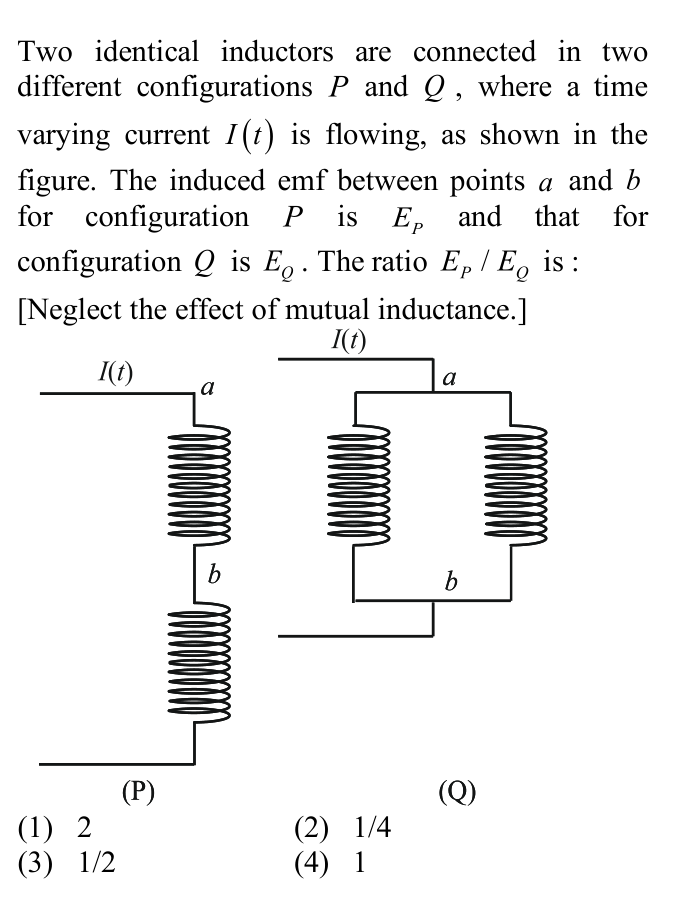 Two identical inductors are connected in two
different configurations P and Q , where a time
varying current I(t) is flowing, as shown in the
figure. The induced emf between points a and b
for configuration P is E_P and that for
configuration Q is E_Q . The ratio E_P / E_Q is :
[Neglect the effect of mutual inductance.]
I(t)
I(t)
a
a
b
b
(P)
(Q)
(1) 2 (2) 1/4
(3) 1/2 (4) 1